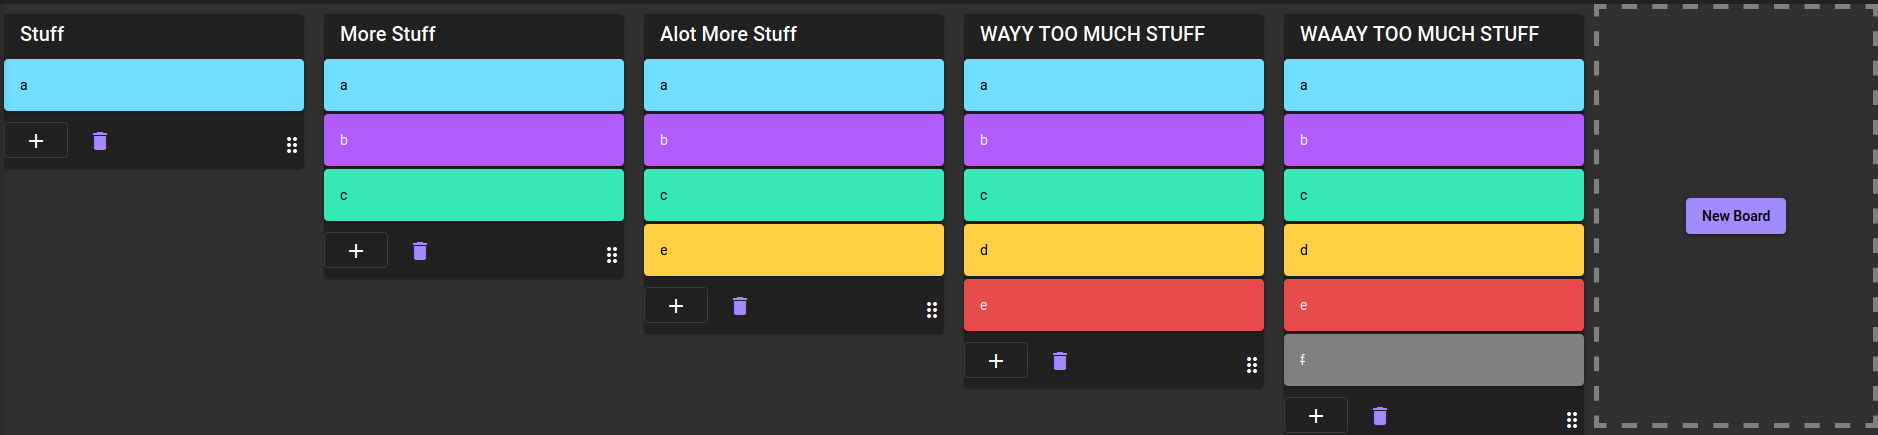 Stuff
a
More Stuff
a
b
c
Alot More Stuff
a
b
c
e
WAYY TOO MUCH STUFF
a
b
c
d
e
WAAAY TOO MUCH STUFF
a
b
c
d
e
f
New Board